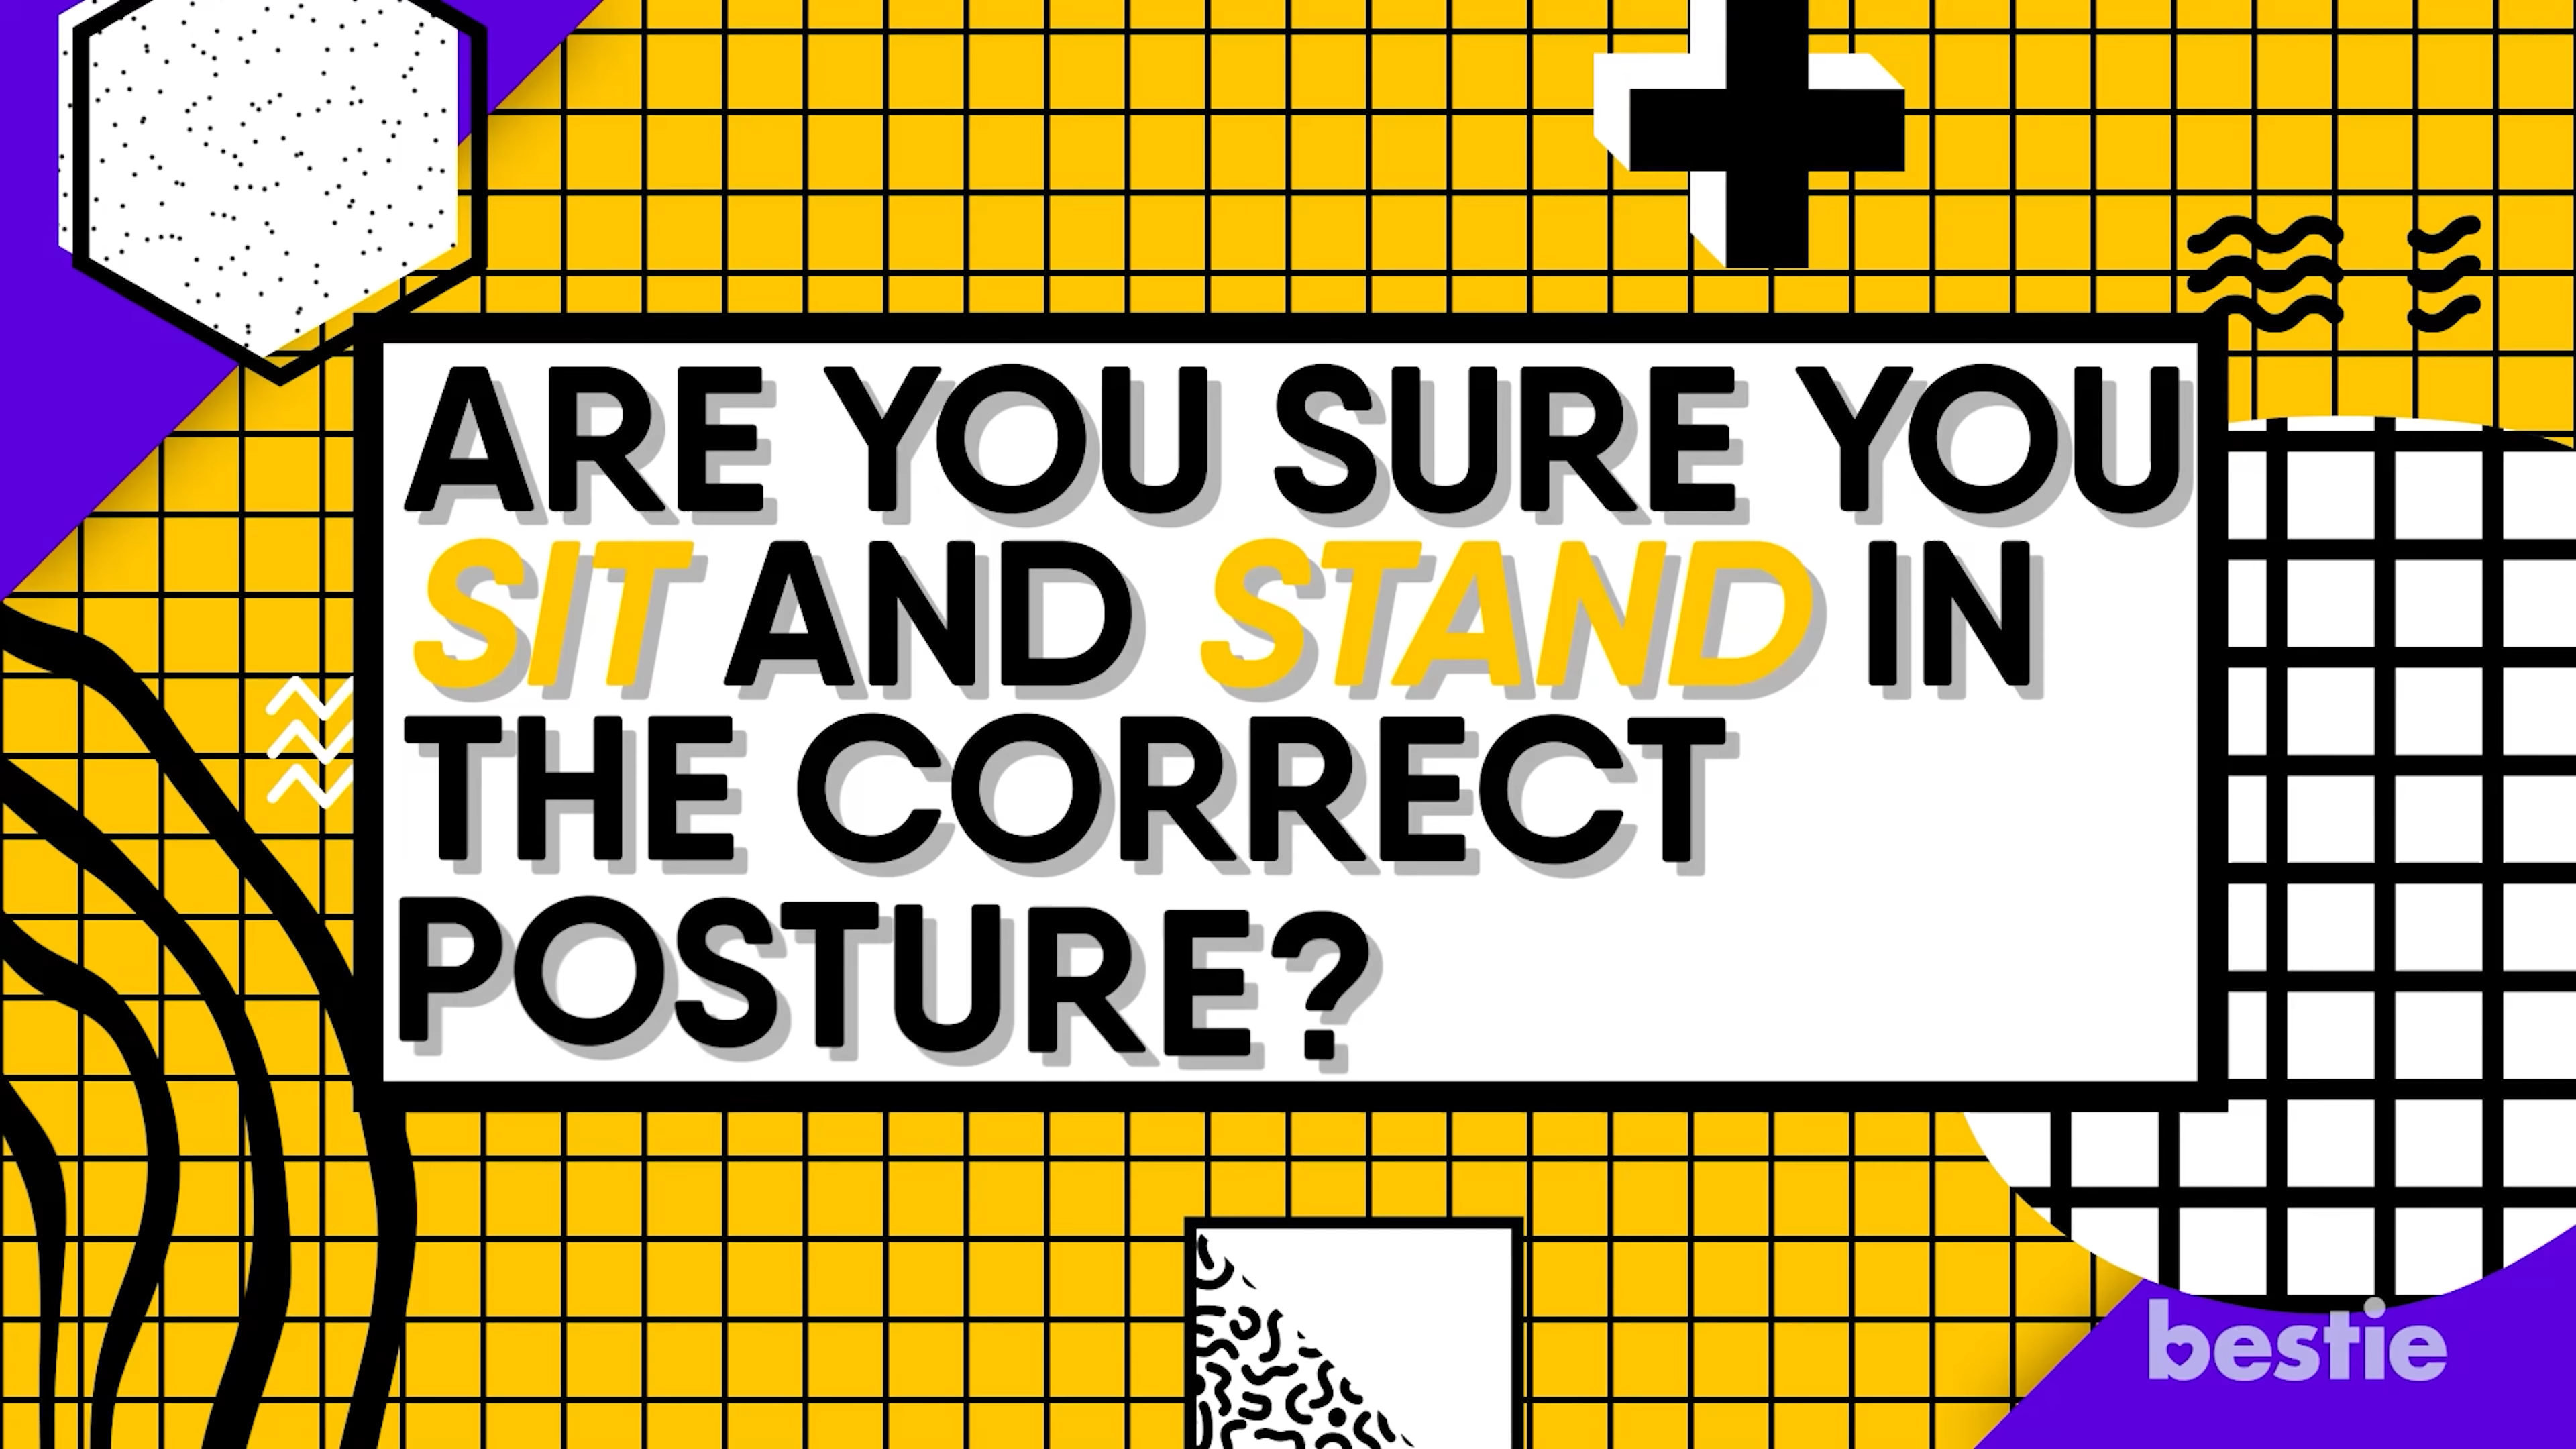 ARE YOU SURE YOU
SIT AND STAND IN
THE CORRECT
POSTURE?
bestie